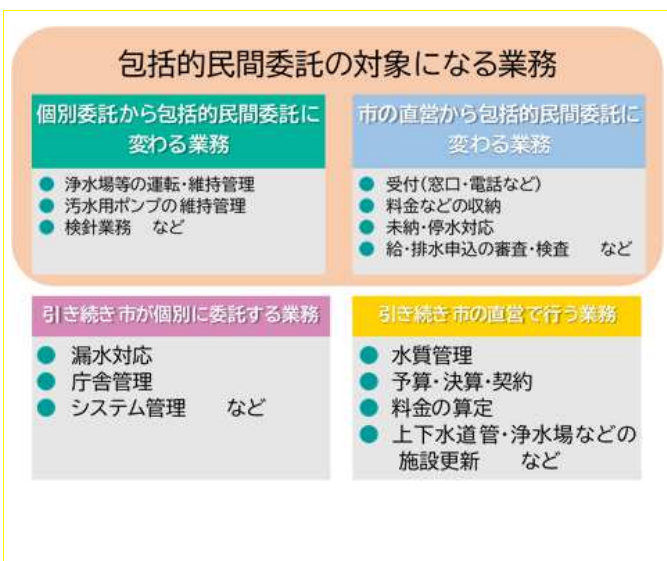 包括的民間委託の対象になる業務
個別委託から包括的民間委託に
変わる業務
● 浄水場等の運転・維持管理
● 汚水用ポンプの維持管理
● 検針業務 など
市の直営から包括的民間委託に
変わる業務
● 受付(窓口・電話など)
● 料金などの収納
● 未納・停水対応
● 給・排水申込の審査・検査 など
引き続き市が個別に委託する業務
● 漏水対応
● 庁舎管理
● システム管理 など
引き続き市の直営で行う業務
● 水質管理
● 予算・決算・契約
● 料金の算定
● 上下水道管・浄水場などの
施設更新 など